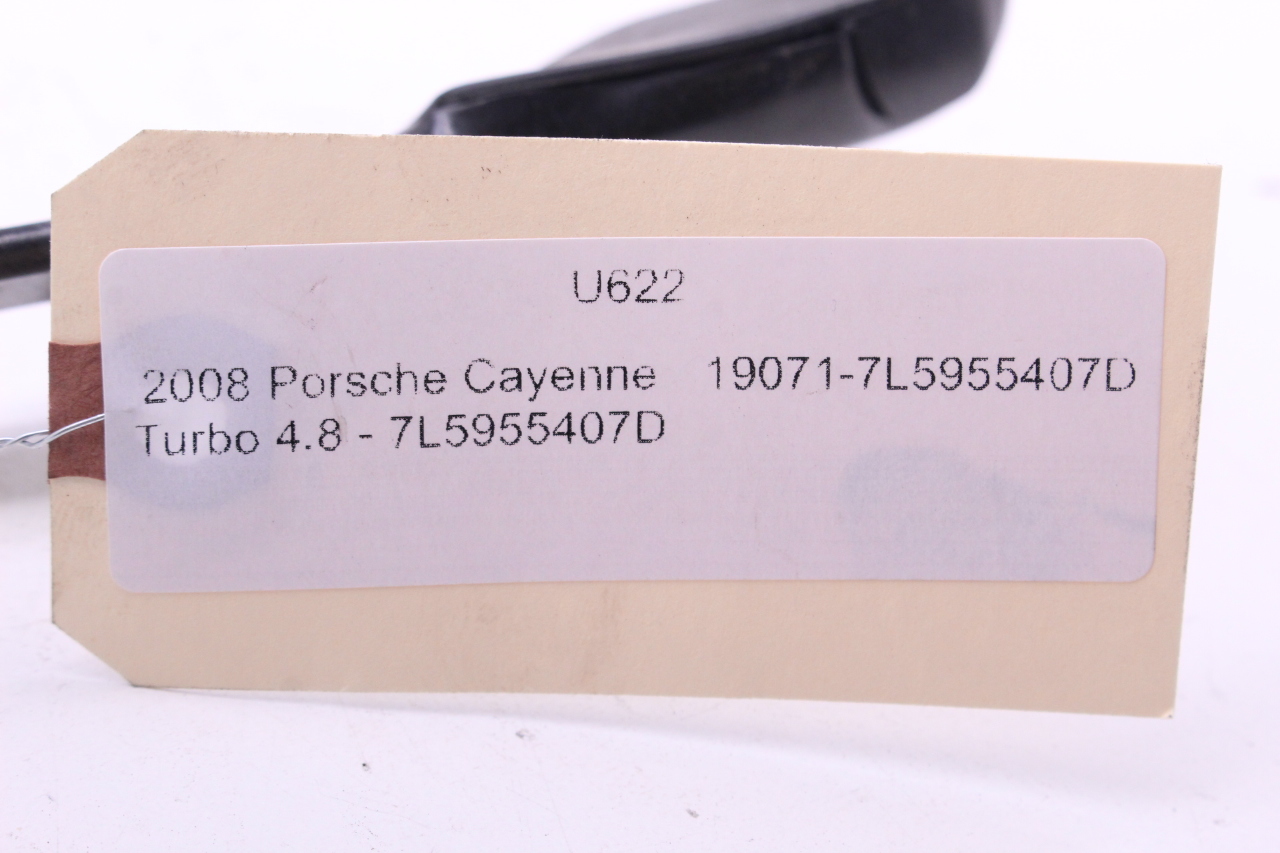 U622
2008 Porsche Cayenne 19071-7L5955407D
Turbo 4.8 - 7L5955407D